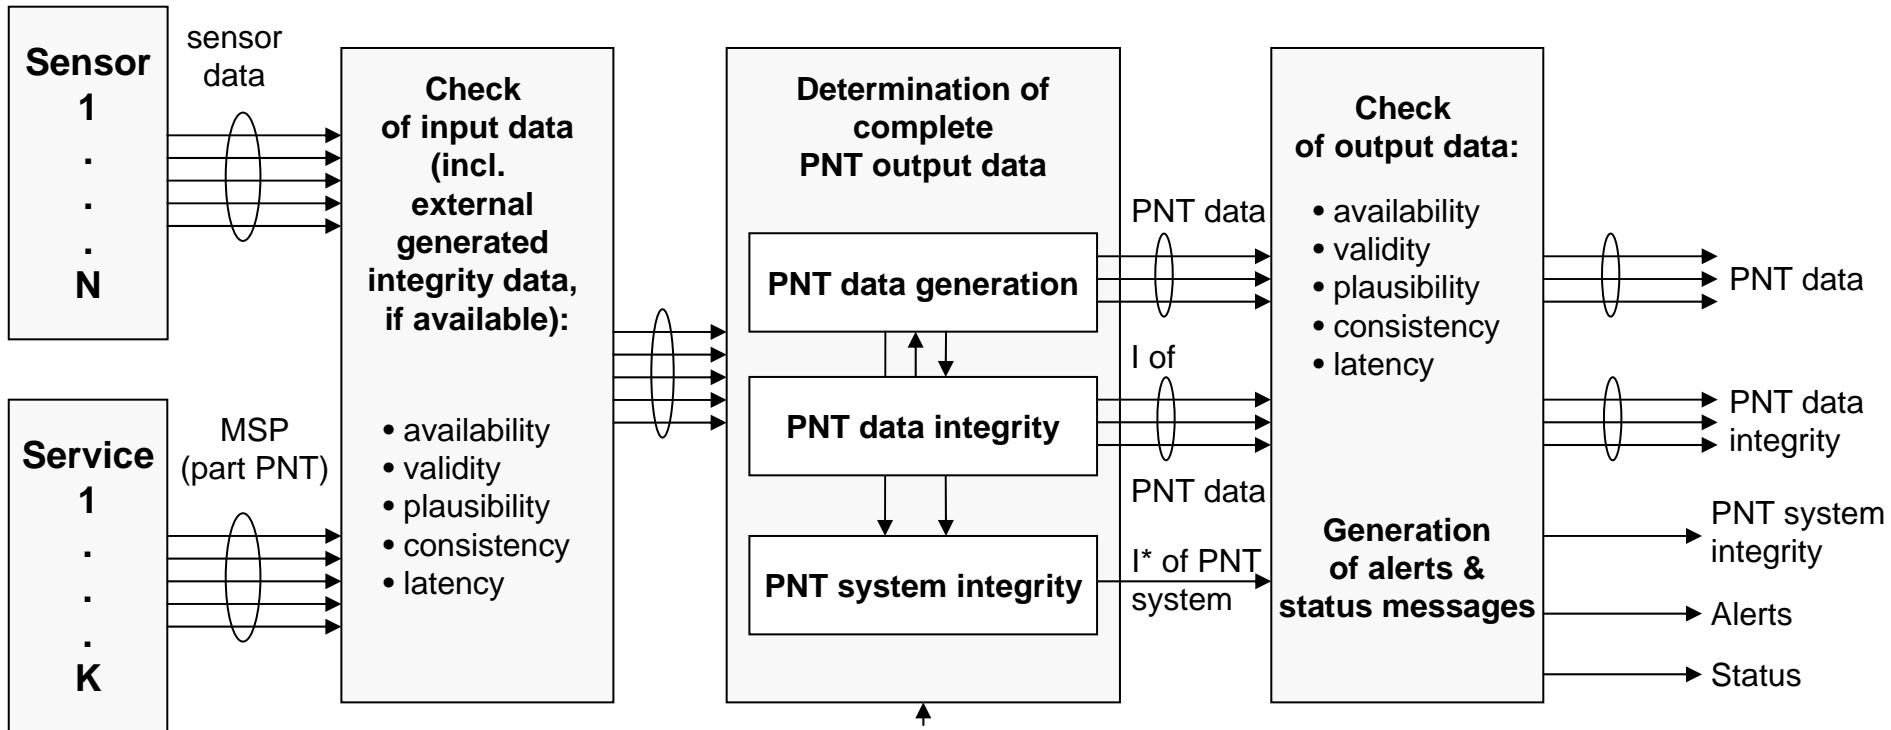 Sensor
1
.
.
.
N
sensor
data
Service
1
.
.
.
K
MSP
(part PNT)
Check
of input data
(incl.
external
generated
integrity data,
if available):
• availability
• validity
• plausibility
• consistency
• latency
Determination of
complete
PNT output data
PNT data generation
PNT data integrity
PNT system integrity
PNT data
I of
PNT data
I* of PNT
system
Check
of output data:
• availability
• validity
• plausibility
• consistency
• latency
Generation
of alerts &
status messages
PNT data
PNT data
integrity
PNT system
integrity
Alerts
Status